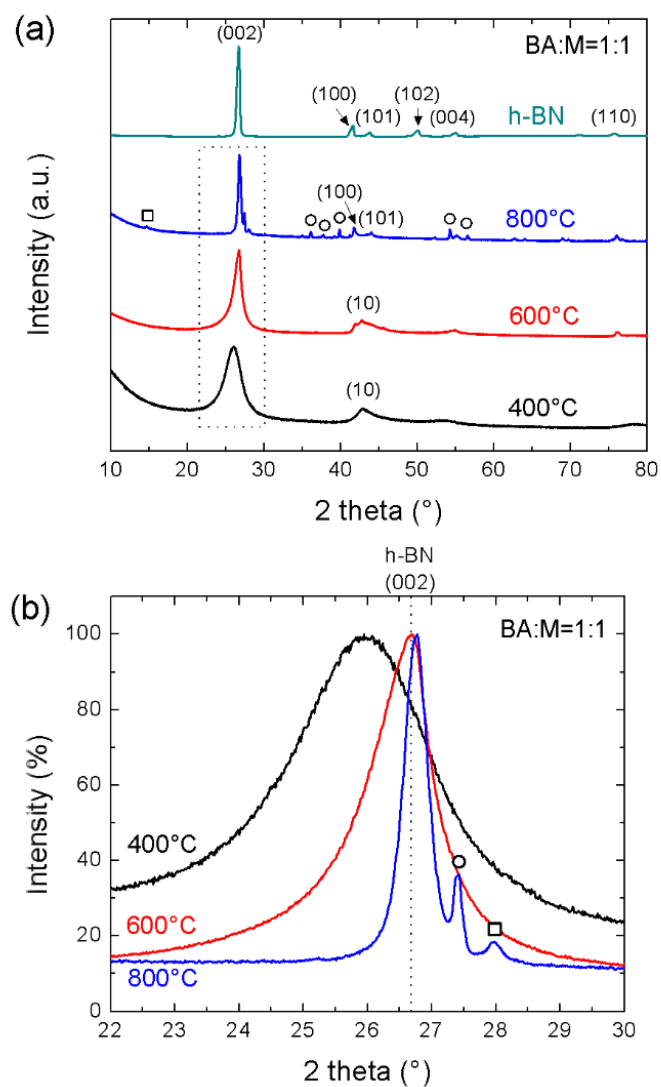 (a)
(002)
BA:M=1:1
(100)
(101)
(102)
(004)
(110)
h-BN
(100)
(101)
800°C
(10)
600°C
(10)
400°C
Intensity (a.u.)
10 20 30 40 50 60 70 80
2 theta (°)
h-BN
(002)
(b)
BA:M=1:1
100
80
60
40
20
0
Intensity (%)
400°C
600°C
800°C
22 23 24 25 26 27 28 29 30
2 theta (°)